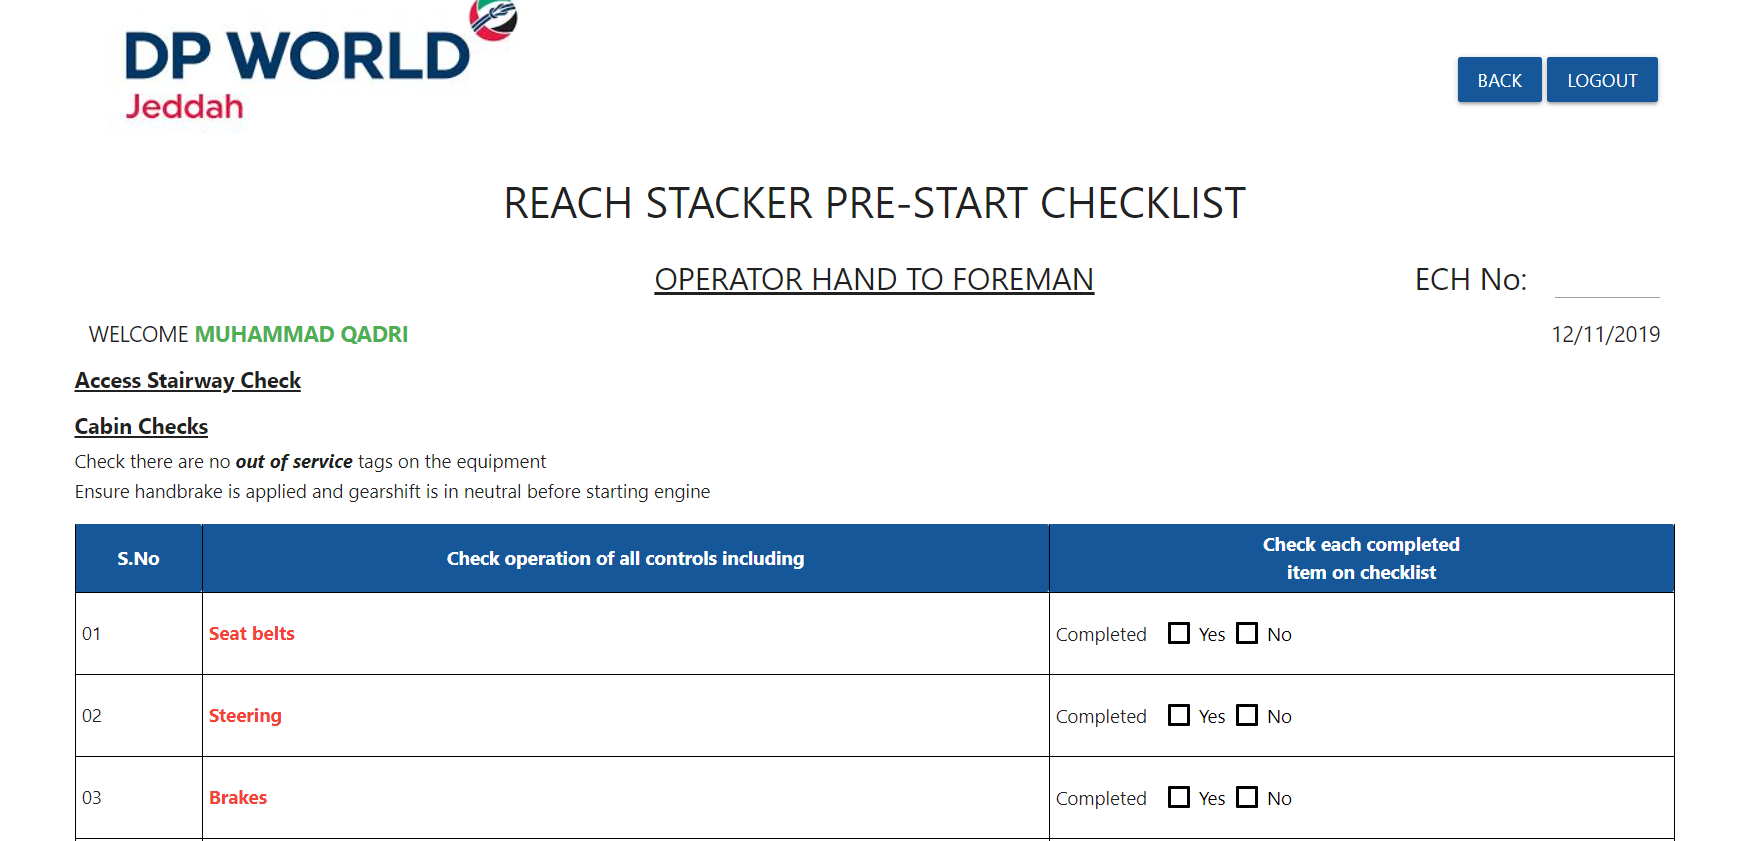 DP WORLD
Jeddah
BACK LOGOUT
REACH STACKER PRE-START CHECKLIST
OPERATOR HAND TO FOREMAN
ECH No:
WELCOME MUHAMMAD QADRI
12/11/2019
Access Stairway Check
Cabin Checks
Check there are no out of service tags on the equipment
Ensure handbrake is applied and gearshift is in neutral before starting engine
S.No
Check operation of all controls including
Check each completed
item on checklist
01 Seat belts Completed Yes No
02 Steering Completed Yes No
03 Brakes Completed Yes No